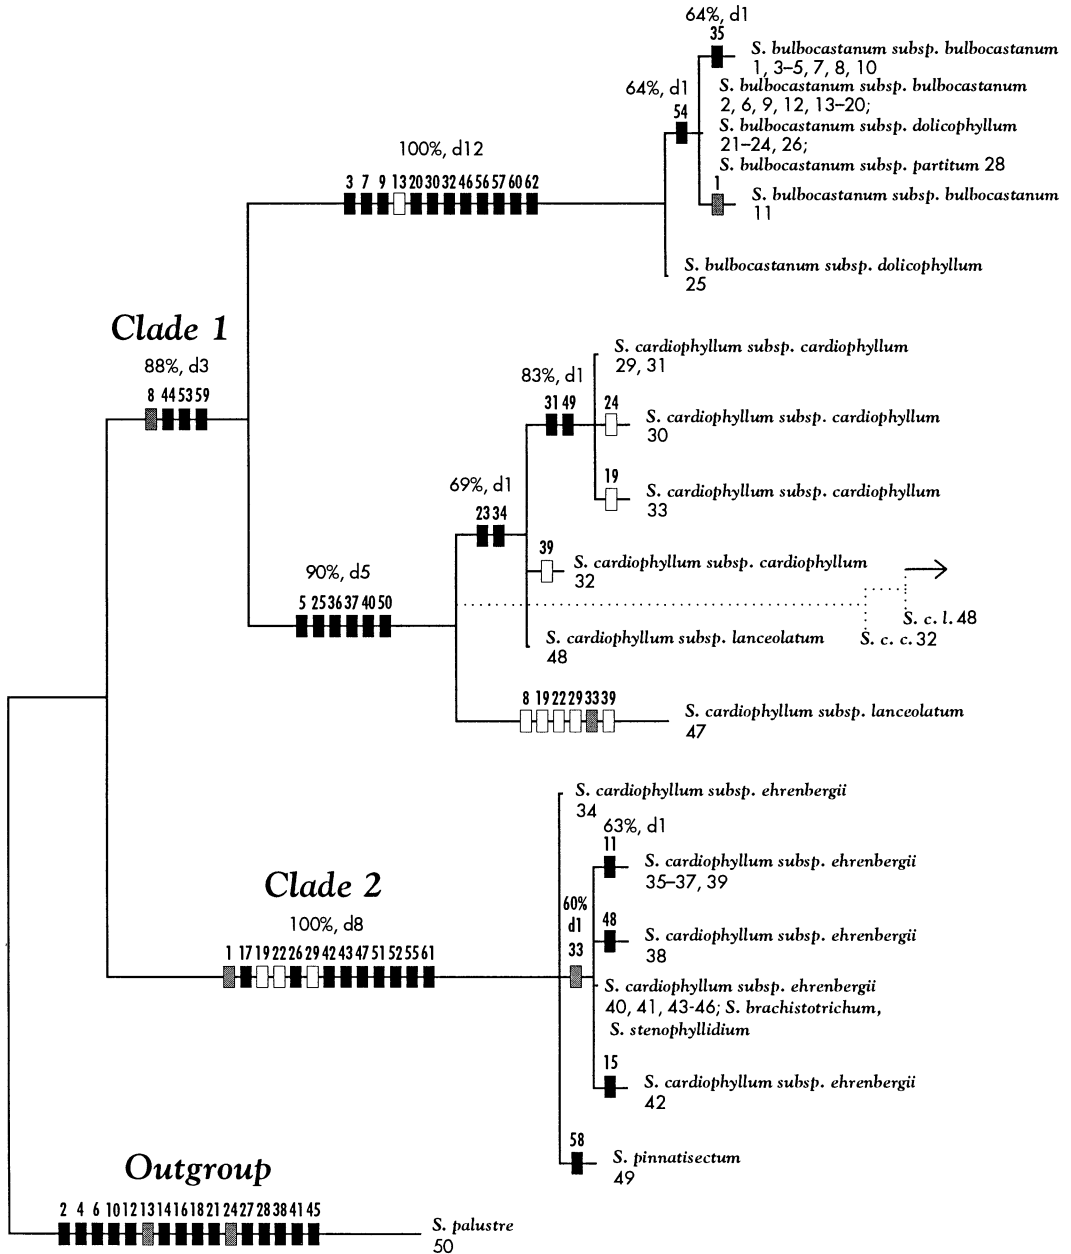 64%, d1
35
S. bulbocastanum subsp. bulbocastanum
1, 3–5, 7, 8, 10
64%, d1
54
S. bulbocastanum subsp. bulbocastanum
2, 6, 9, 12, 13–20;
S. bulbocastanum subsp. dolicophyllum
21–24, 26;
S. bulbocastanum subsp. partitum 28
100%, d12
3 7 9 13 20 30 32 46 56 57 60 62
1
S. bulbocastanum subsp. bulbocastanum
11
S. bulbocastanum subsp. dolicophyllum
25
Clade 1
88%, d3
8 44 53 59
S. cardiophyllum subsp. cardiophyllum
29, 31
83%, d1
31 49
24
S. cardiophyllum subsp. cardiophyllum
30
19
S. cardiophyllum subsp. cardiophyllum
33
69%, d1
23 34
39
S. cardiophyllum subsp. cardiophyllum
32
90%, d5
5 25 36 37 40 50
S. c. l. 48
S. c. c. 32
S. cardiophyllum subsp. lanceolatum
48
8 19 22 29 33 39
S. cardiophyllum subsp. lanceolatum
47
S. cardiophyllum subsp. ehrenbergii
34
63%, d1
11
S. cardiophyllum subsp. ehrenbergii
35–37, 39
Clade 2
100%, d8
1 17 19 22 26 29 42 43 47 51 52 55 61
60%
d1
33
48
S. cardiophyllum subsp. ehrenbergii
38
S. cardiophyllum subsp. ehrenbergii
40, 41, 43-46; S. brachistotrichum,
S. stenophyllidium
15
S. cardiophyllum subsp. ehrenbergii
42
58
S. pinnatisectum
49
Outgroup
2 4 6 10 12 13 14 16 18 21 24 27 28 38 41 45
S. palustre
50